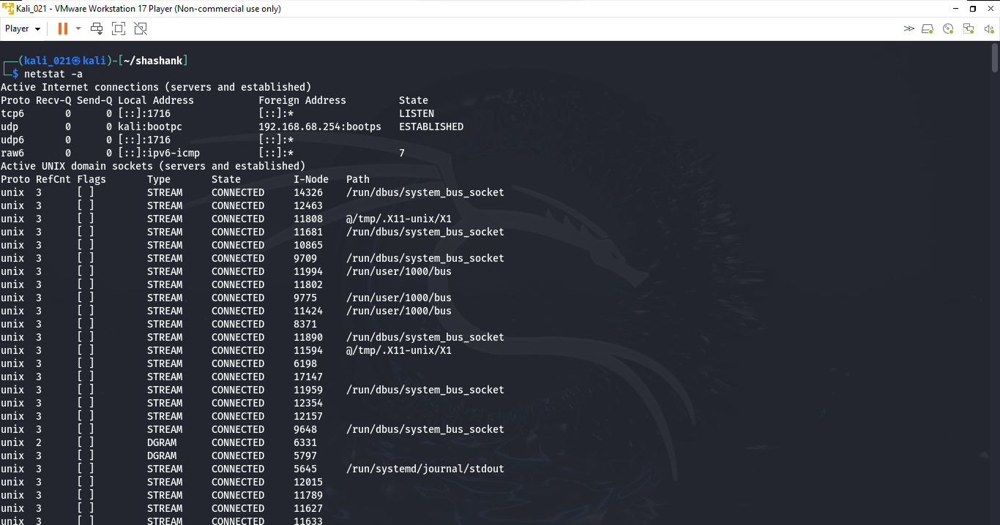 Kali_021 - VMware Workstation 17 Player (Non-commercial use only)
Player
┌──(kali_021㉿kali)-[~/shashank]
└─$ netstat -a
Active Internet connections (servers and established)
Proto Recv-Q Send-Q Local Address           Foreign Address         State
tcp6       0      0 [::]:1716               [::]:*                  LISTEN
udp        0      0 kali:bootpc             192.168.68.254:bootps   ESTABLISHED
udp6       0      0 [::]:1716               [::]:*
raw6       0      0 [::]:ipv6-icmp          [::]:*                  7
Active UNIX domain sockets (servers and established)
Proto RefCnt Flags       Type       State         I-Node   Path
unix  3      [ ]         STREAM     CONNECTED     14326    /run/dbus/system_bus_socket
unix  3      [ ]         STREAM     CONNECTED     12463
unix  3      [ ]         STREAM     CONNECTED     11808    @/tmp/.X11-unix/X1
unix  3      [ ]         STREAM     CONNECTED     11681    /run/dbus/system_bus_socket
unix  3      [ ]         STREAM     CONNECTED     10865
unix  3      [ ]         STREAM     CONNECTED     9709     /run/dbus/system_bus_socket
unix  3      [ ]         STREAM     CONNECTED     11994    /run/user/1000/bus
unix  3      [ ]         STREAM     CONNECTED     11802
unix  3      [ ]         STREAM     CONNECTED     9775     /run/user/1000/bus
unix  3      [ ]         STREAM     CONNECTED     11424    /run/user/1000/bus
unix  3      [ ]         STREAM     CONNECTED     8371
unix  3      [ ]         STREAM     CONNECTED     11890    /run/dbus/system_bus_socket
unix  3      [ ]         STREAM     CONNECTED     11594    @/tmp/.X11-unix/X1
unix  3      [ ]         STREAM     CONNECTED     6198
unix  3      [ ]         STREAM     CONNECTED     17147
unix  3      [ ]         STREAM     CONNECTED     11959    /run/dbus/system_bus_socket
unix  3      [ ]         STREAM     CONNECTED     12354
unix  3      [ ]         STREAM     CONNECTED     12157
unix  3      [ ]         STREAM     CONNECTED     9648     /run/dbus/system_bus_socket
unix  2      [ ]         DGRAM      CONNECTED     6331
unix  3      [ ]         DGRAM      CONNECTED     5797
unix  3      [ ]         STREAM     CONNECTED     5645     /run/systemd/journal/stdout
unix  3      [ ]         STREAM     CONNECTED     12015
unix  3      [ ]         STREAM     CONNECTED     11789
unix  3      [ ]         STREAM     CONNECTED     11627
unix  3      [ ]         STREAM     CONNECTED     11633